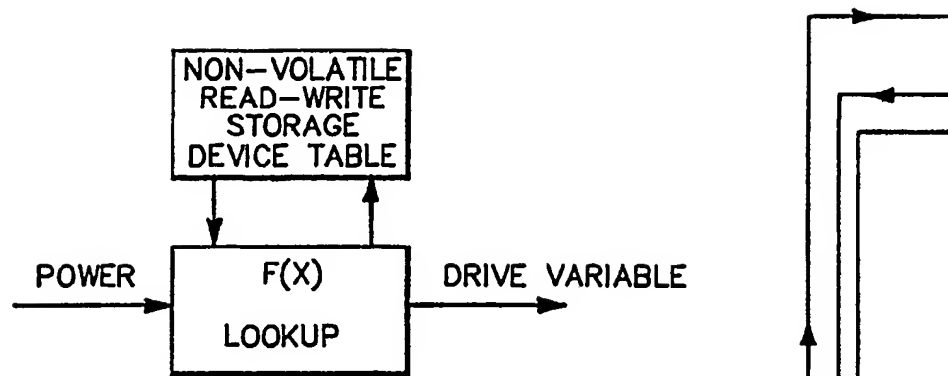 NON-VOLATILE
READ-WRITE
STORAGE
DEVICE TABLE
POWER
F(X)
LOOKUP
DRIVE VARIABLE